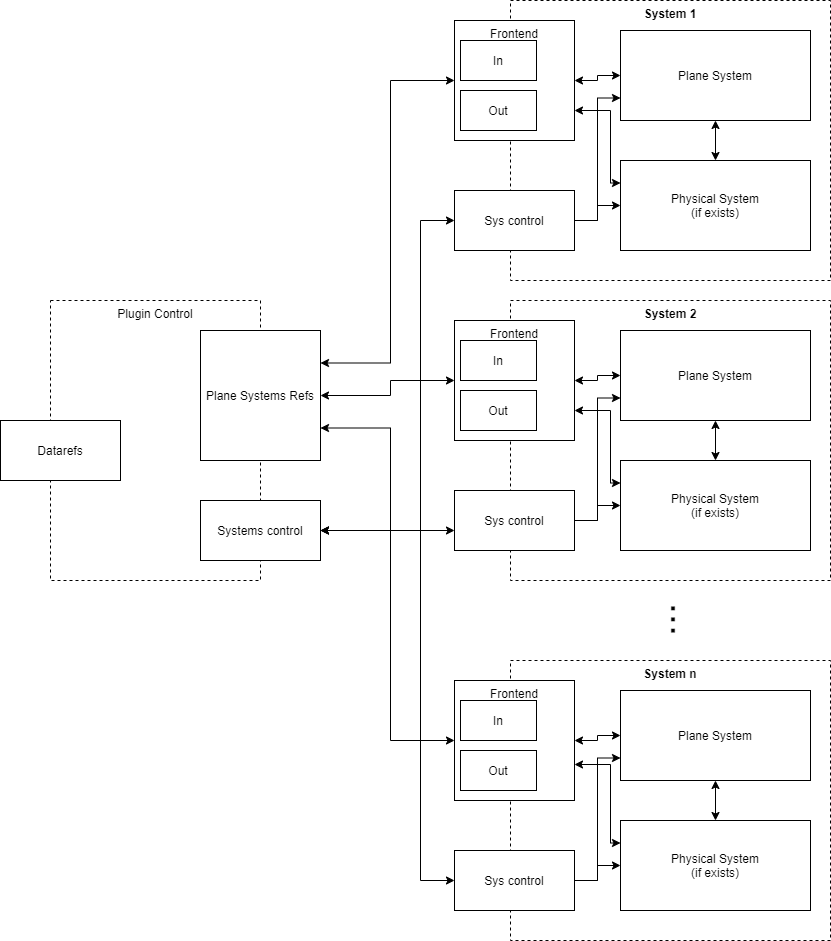 System 1
Frontend
In
Out
Plane System
Physical System
(if exists)
Sys control
Plugin Control
Plane Systems Refs
Datarefs
Systems control
System 2
Frontend
In
Out
Plane System
Physical System
(if exists)
Sys control
System n
Frontend
In
Out
Plane System
Physical System
(if exists)
Sys control